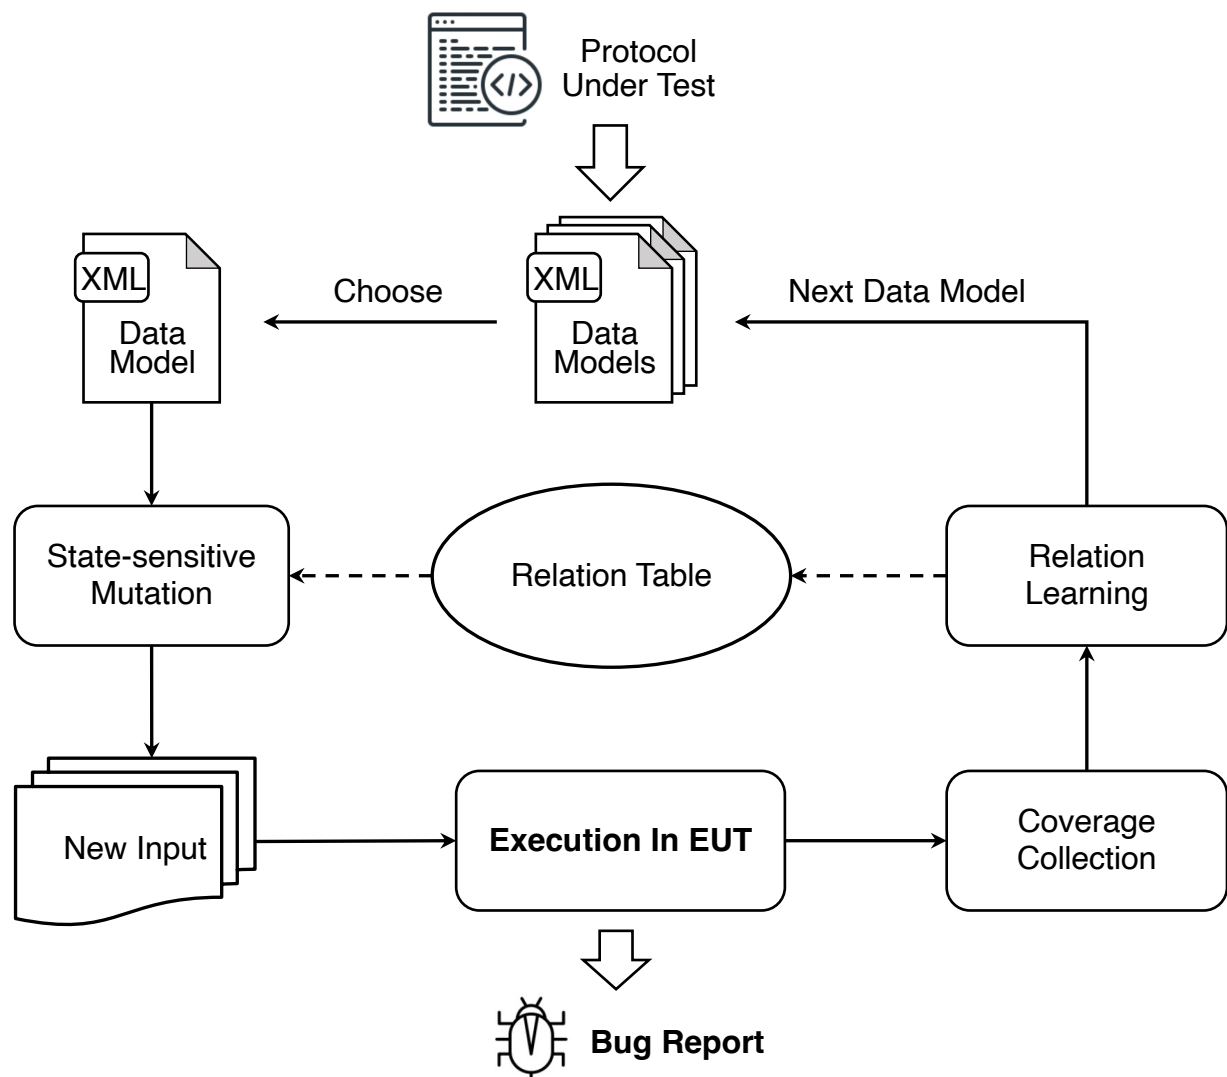 Protocol
Under Test
</>
XML
Data
Model
Choose
XML
Data
Models
Next Data Model
State-sensitive
Mutation
Relation Table
Relation
Learning
New Input
Execution In EUT
Coverage
Collection
Bug Report